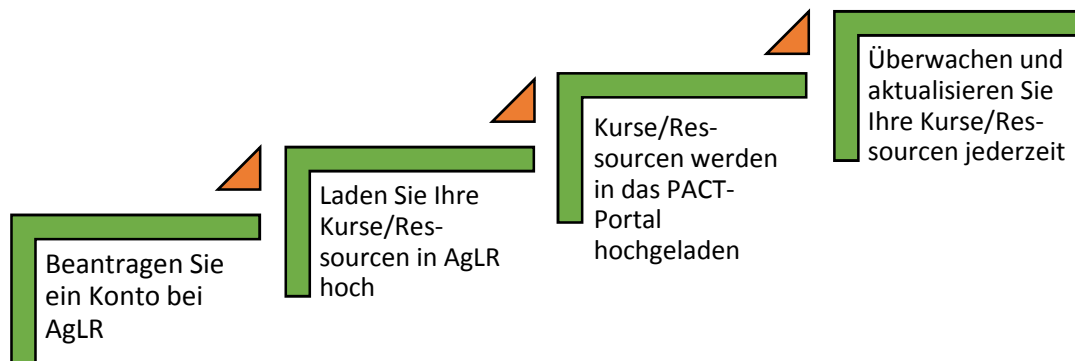 Beantragen Sie
ein Konto bei
AgLR
Laden Sie Ihre
Kurse/Res-
sourcen in AgLR
hoch
Kurse/Res-
sourcen werden
in das PACT-
Portal
hochgeladen
Überwachen und
aktualisieren Sie
Ihre Kurse/Res-
sourcen jederzeit